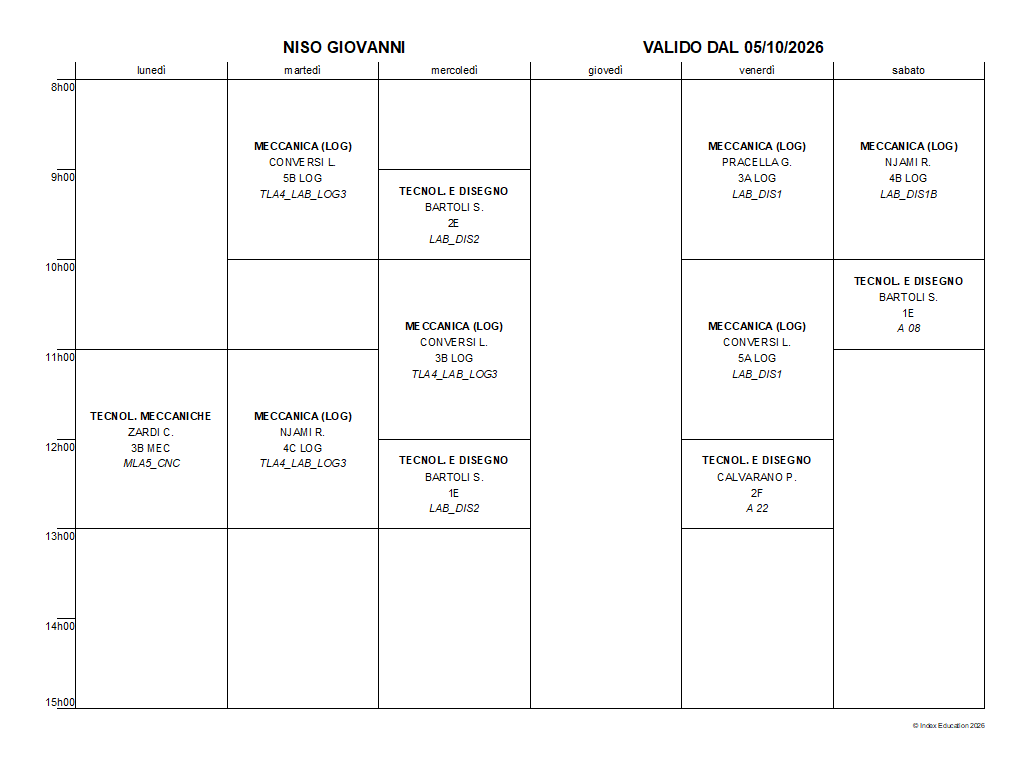 NISO GIOVANNI
VALIDO DAL 05/10/2026
lunedì
martedì
mercoledì
giovedì
venerdì
sabato
8h00
9h00
10h00
11h00
12h00
13h00
14h00
15h00
TECNOL. MECCANICHE
ZARDI C.
3B MEC
MLA5_CNC
MECCANICA (LOG)
CONVERSI L.
5B LOG
TLA4_LAB_LOG3
MECCANICA (LOG)
NJAMI R.
4C LOG
TLA4_LAB_LOG3
TECNOL. E DISEGNO
BARTOLI S.
2E
LAB_DIS2
MECCANICA (LOG)
CONVERSI L.
3B LOG
TLA4_LAB_LOG3
TECNOL. E DISEGNO
BARTOLI S.
1E
LAB_DIS2
MECCANICA (LOG)
PRACELLA G.
3A LOG
LAB_DIS1
MECCANICA (LOG)
CONVERSI L.
5A LOG
LAB_DIS1
TECNOL. E DISEGNO
CALVARANO P.
2F
A 22
MECCANICA (LOG)
NJAMI R.
4B LOG
LAB_DIS1B
TECNOL. E DISEGNO
BARTOLI S.
1E
A 08
© Index Education 2026